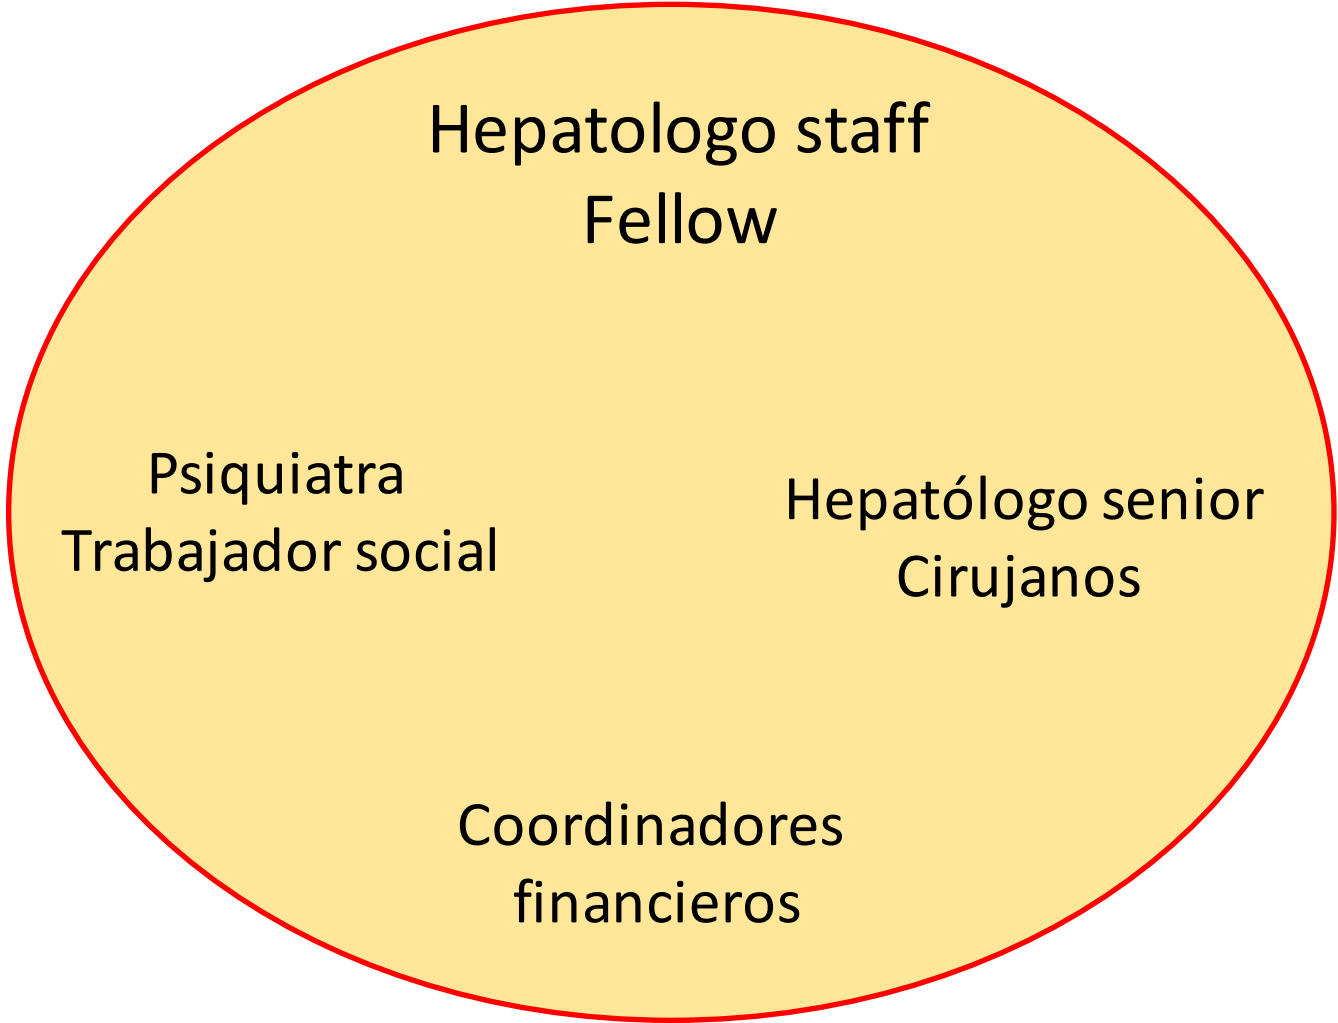 Hepatologo staff
Fellow
Psiquiatra
Trabajador social
Hepatólogo senior
Cirujanos
Coordinadores
financieros